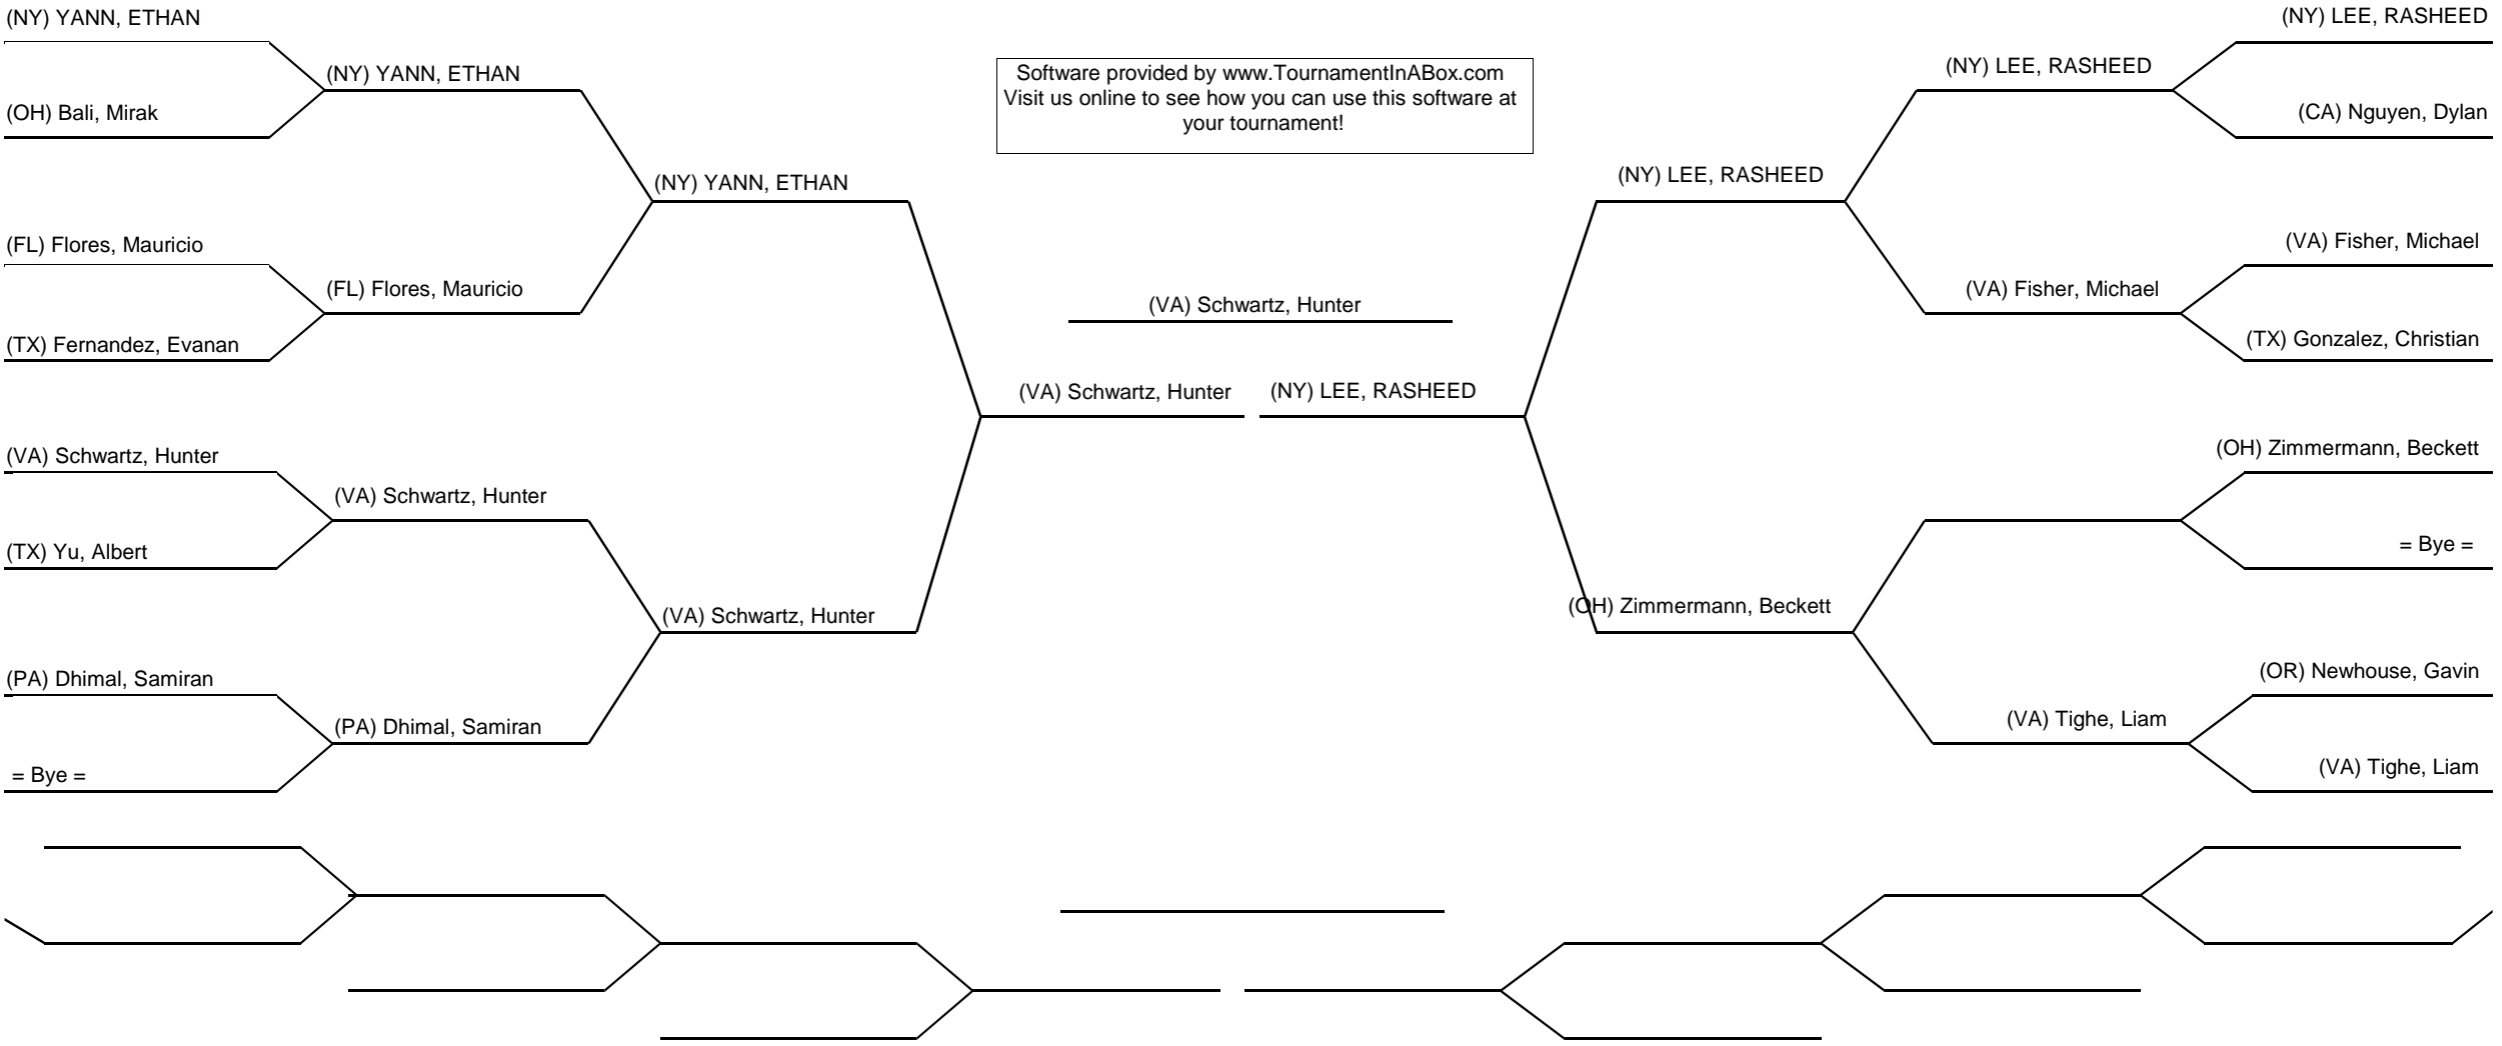 (NY) YANN, ETHAN
(OH) Bali, Mirak
(FL) Flores, Mauricio
(TX) Fernandez, Evanan
(VA) Schwartz, Hunter
(TX) Yu, Albert
(PA) Dhimal, Samiran
= Bye =
(NY) YANN, ETHAN
(FL) Flores, Mauricio
(VA) Schwartz, Hunter
(PA) Dhimal, Samiran
(NY) YANN, ETHAN
(VA) Schwartz, Hunter
Software provided by www.TournamentInABox.com
Visit us online to see how you can use this software at
your tournament!
(VA) Schwartz, Hunter
(VA) Schwartz, Hunter
(NY) LEE, RASHEED
(NY) LEE, RASHEED
(OH) Zimmermann, Beckett
(NY) LEE, RASHEED
(VA) Fisher, Michael
(VA) Tighe, Liam
(NY) LEE, RASHEED
(CA) Nguyen, Dylan
(VA) Fisher, Michael
(TX) Gonzalez, Christian
(OH) Zimmermann, Beckett
= Bye =
(OR) Newhouse, Gavin
(VA) Tighe, Liam